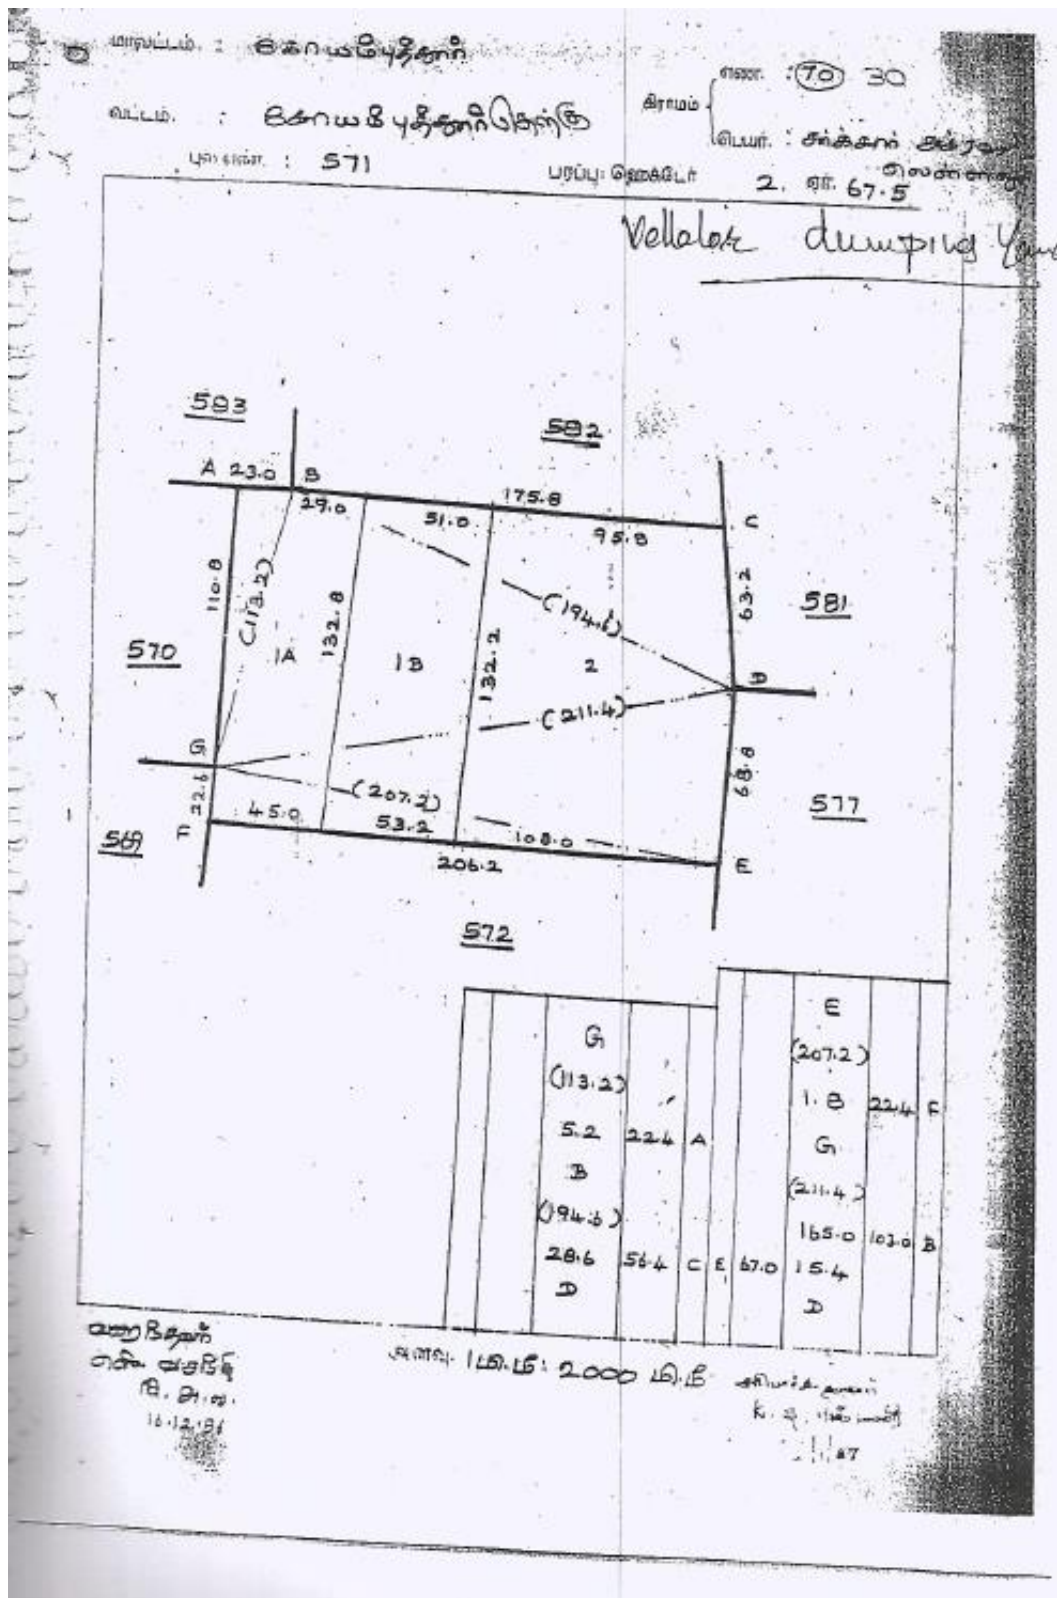 மாவட்டம். : கோயம்புத்தூர்
எண். : 70 30
வட்டம். : கோயம்புத்தூர் தெற்கு
கிராமம்
பெயர். : சர்க்கார்
புல எண். : 571
பரப்பு: ஹெக்டேர் 2. ஏர். 67.5
Vellalor dumping
583
582
A 23.0 B
29.0
51.0
175.8
95.8
C
110.8
(113.2)
132.8
132.2
(194.6)
63.2
581
570
1A
1B
2
D
(211.4)
G
22.6
(207.2)
68.8
577
45.0
53.2
108.0
F
569
206.2
E
572
G
(113.2)
5.2 22.4 A
B
(194.6)
28.6 56.4 C
D
E
(207.2)
1.8 22.4 F
G
(211.4)
165.0 103.0 B
E 67.0 15.4
D
வரைந்தவர்
16.12.86
அளவு. 1 மி.மீ: 2000 மி.மீ